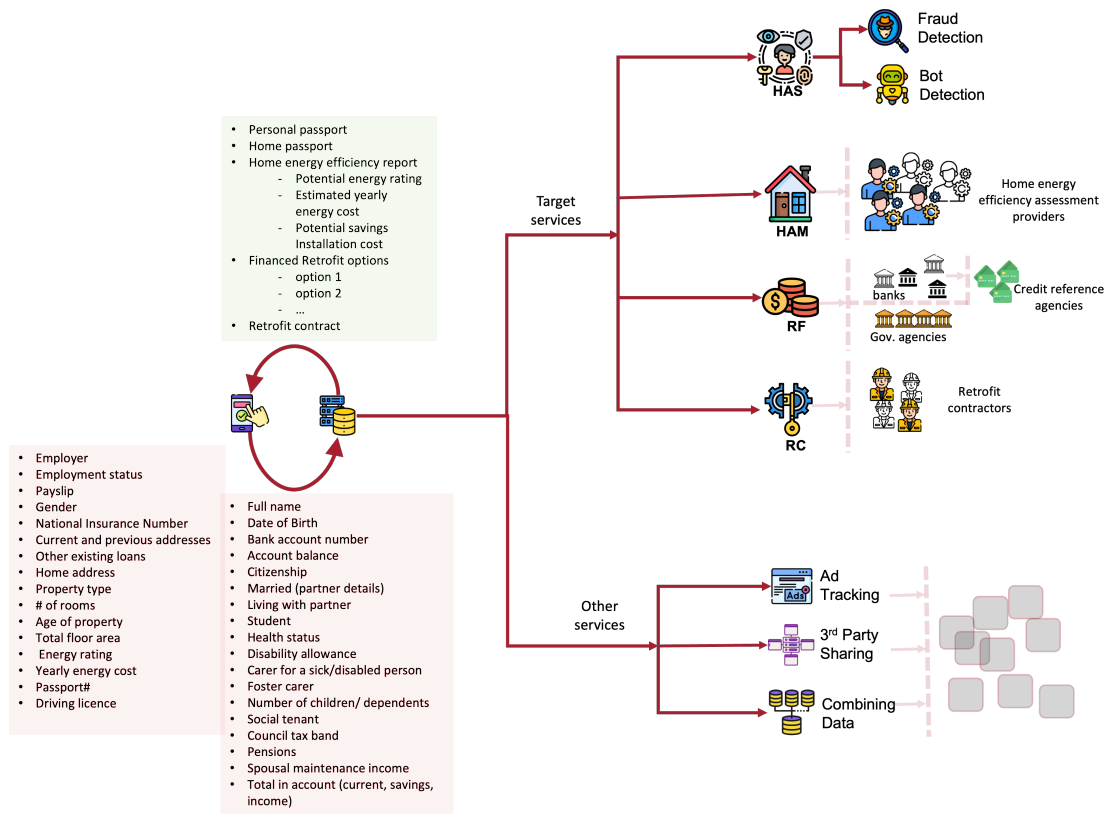 Fraud
Detection
Bot
Detection
HAS
• Personal passport
• Home passport
• Home energy efficiency report
- Potential energy rating
- Estimated yearly
energy cost
- Potential savings
Installation cost
• Financed Retrofit options
- option 1
- option 2
- ...
• Retrofit contract
Target
services
HAM
Home energy
efficiency assessment
providers
RF
banks
Gov. agencies
Credit reference
agencies
RC
Retrofit
contractors
• Employer
• Employment status
• Payslip
• Gender
• National Insurance Number
• Current and previous addresses
• Other existing loans
• Home address
• Property type
• # of rooms
• Age of property
• Total floor area
• Energy rating
• Yearly energy cost
• Passport#
• Driving licence
• Full name
• Date of Birth
• Bank account number
• Account balance
• Citizenship
• Married (partner details)
• Living with partner
• Student
• Health status
• Disability allowance
• Carer for a sick/disabled person
• Foster carer
• Number of children/ dependents
• Social tenant
• Council tax band
• Pensions
• Spousal maintenance income
• Total in account (current, savings,
income)
Other
services
Ads
Ad
Tracking
3rd Party
Sharing
Combining
Data